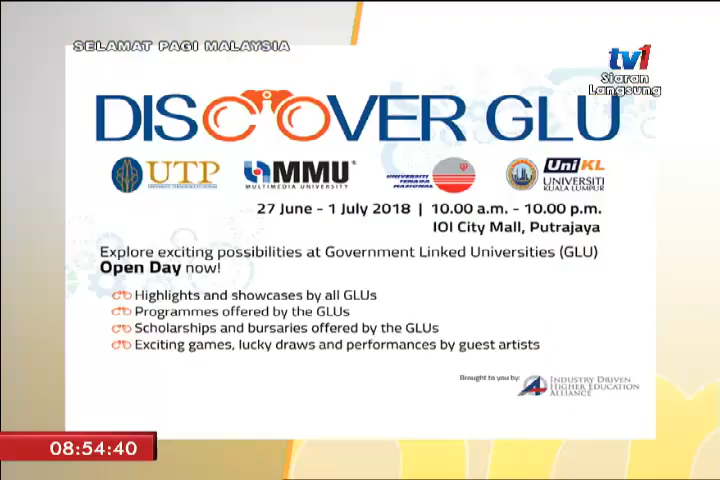 SELAMAT PAGI MALAYSIA
tv1
Siaran
Langsung
DISCOVER GLU
UTP
MMU
MULTIMEDIA UNIVERSITY
UNIVERSITI
TENAGA
NASIONAL
UniKL
UNIVERSITI
KUALA LUMPUR
27 June - 1 July 2018 | 10.00 a.m. - 10.00 p.m.
IOI City Mall, Putrajaya
Explore exciting possibilities at Government Linked Universities (GLU)
Open Day now!
Highlights and showcases by all GLUs
Programmes offered by the GLUs
Scholarships and bursaries offered by the GLUs
Exciting games, lucky draws and performances by guest artists
Brought to you by:
INDUSTRY DRIVEN
HIGHER EDUCATION
ALLIANCE
08:54:40